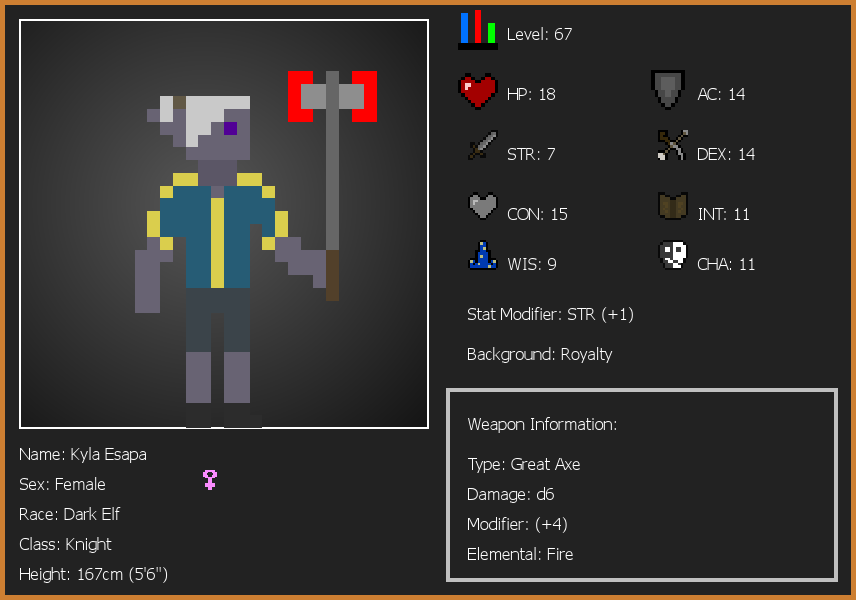 Level: 67
HP: 18
AC: 14
STR: 7
DEX: 14
CON: 15
INT: 11
WIS: 9
CHA: 11
Stat Modifier: STR (+1)
Background: Royalty
Weapon Information:
Type: Great Axe
Damage: d6
Modifier: (+4)
Elemental: Fire
Name: Kyla Esapa
Sex: Female
Race: Dark Elf
Class: Knight
Height: 167cm (5'6")